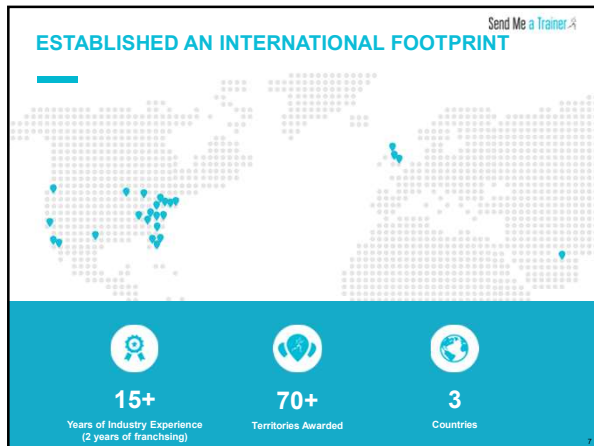 Send Me a Trainer
ESTABLISHED AN INTERNATIONAL FOOTPRINT
15+
Years of Industry Experience
(2 years of franchsing)
70+
Territories Awarded
3
Countries
7